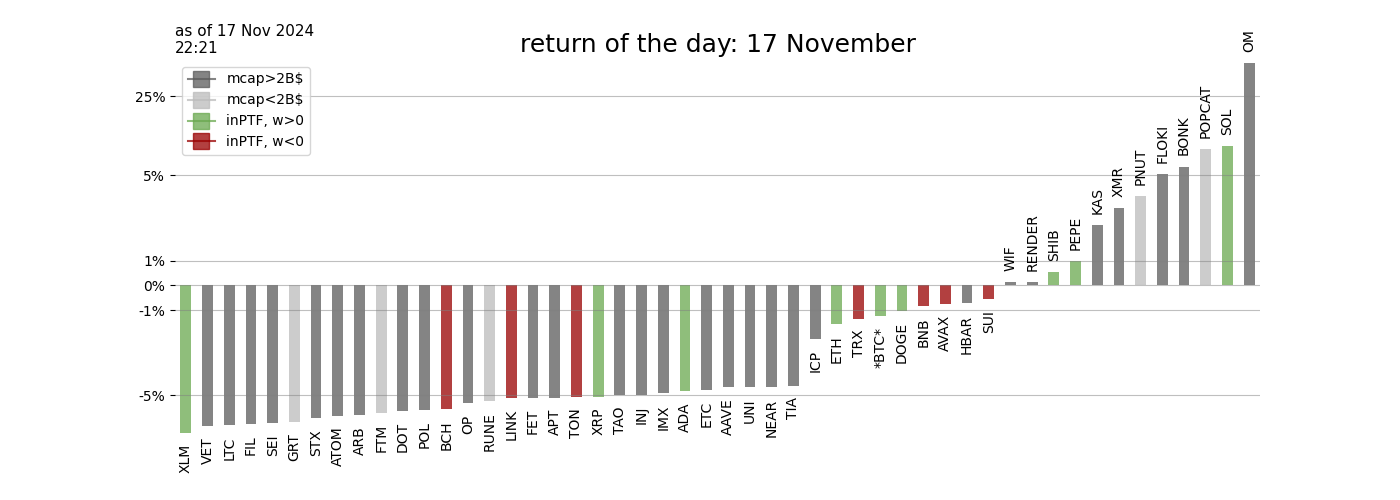 as of 17 Nov 2024
22:21
return of the day: 17 November
mcap>2B$
mcap<2B$
inPTF, w>0
inPTF, w<0
25%
5%
1%
0%
-1%
-5%
XLM
VET
LTC
FIL
SEI
GRT
STX
ATOM
ARB
FTM
DOT
POL
BCH
OP
RUNE
LINK
FET
APT
TON
XRP
TAO
INJ
IMX
ADA
ETC
AAVE
UNI
NEAR
TIA
ICP
ETH
TRX
*BTC*
DOGE
BNB
AVAX
HBAR
SUI
WIF
RENDER
SHIB
PEPE
KAS
XMR
PNUT
FLOKI
BONK
POPCAT
SOL
OM